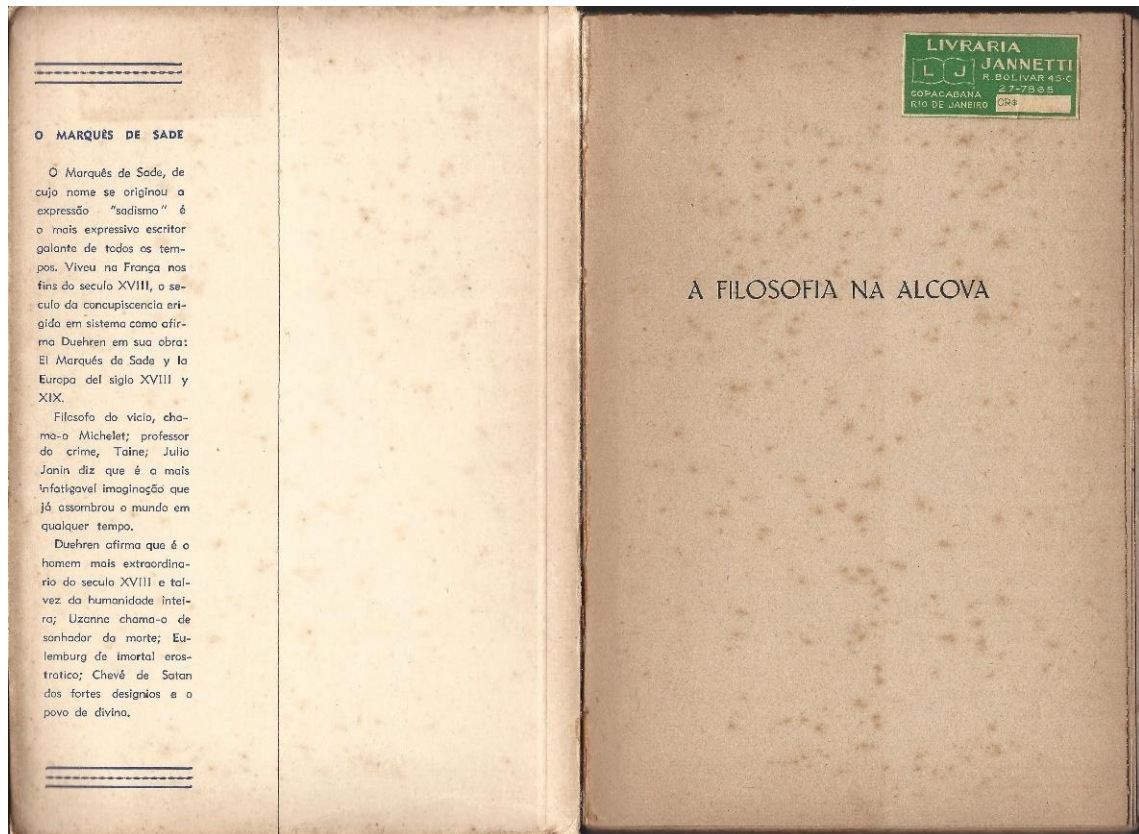 O MARQUÊS DE SADE
O Marquês de Sade, de
cujo nome se originou a
expressão "sadismo" é
o mais expressivo escritor
galante de todos os tem-
pos. Viveu na França nos
fins do seculo XVIII, o se-
culo da concupiscencia eri-
gida em sistema como afir-
ma Duehren em sua obra:
El Marqués de Sade y la
Europa del siglo XVIII y
XIX.
Filosofo do vicio, cha-
ma-o Michelet; professor
do crime, Taine; Julio
Janin diz que é a mais
infatigavel imaginação que
já assombrou o mundo em
qualquer tempo.
Duehren afirma que é o
homem mais extraordina-
rio do seculo XVIII e tal-
vez da humanidade intei-
ra; Uzanne chama-o de
sonhador da morte; Eu-
lemburg de imortal eros-
tratico; Chevé de Satan
dos fortes designios e o
povo de divino.
LIVRARIA
L J JANNETTI
R. BOLIVAR 45-C
COPACABANA 27-7865
RIO DE JANEIRO CR$
A FILOSOFIA NA ALCOVA